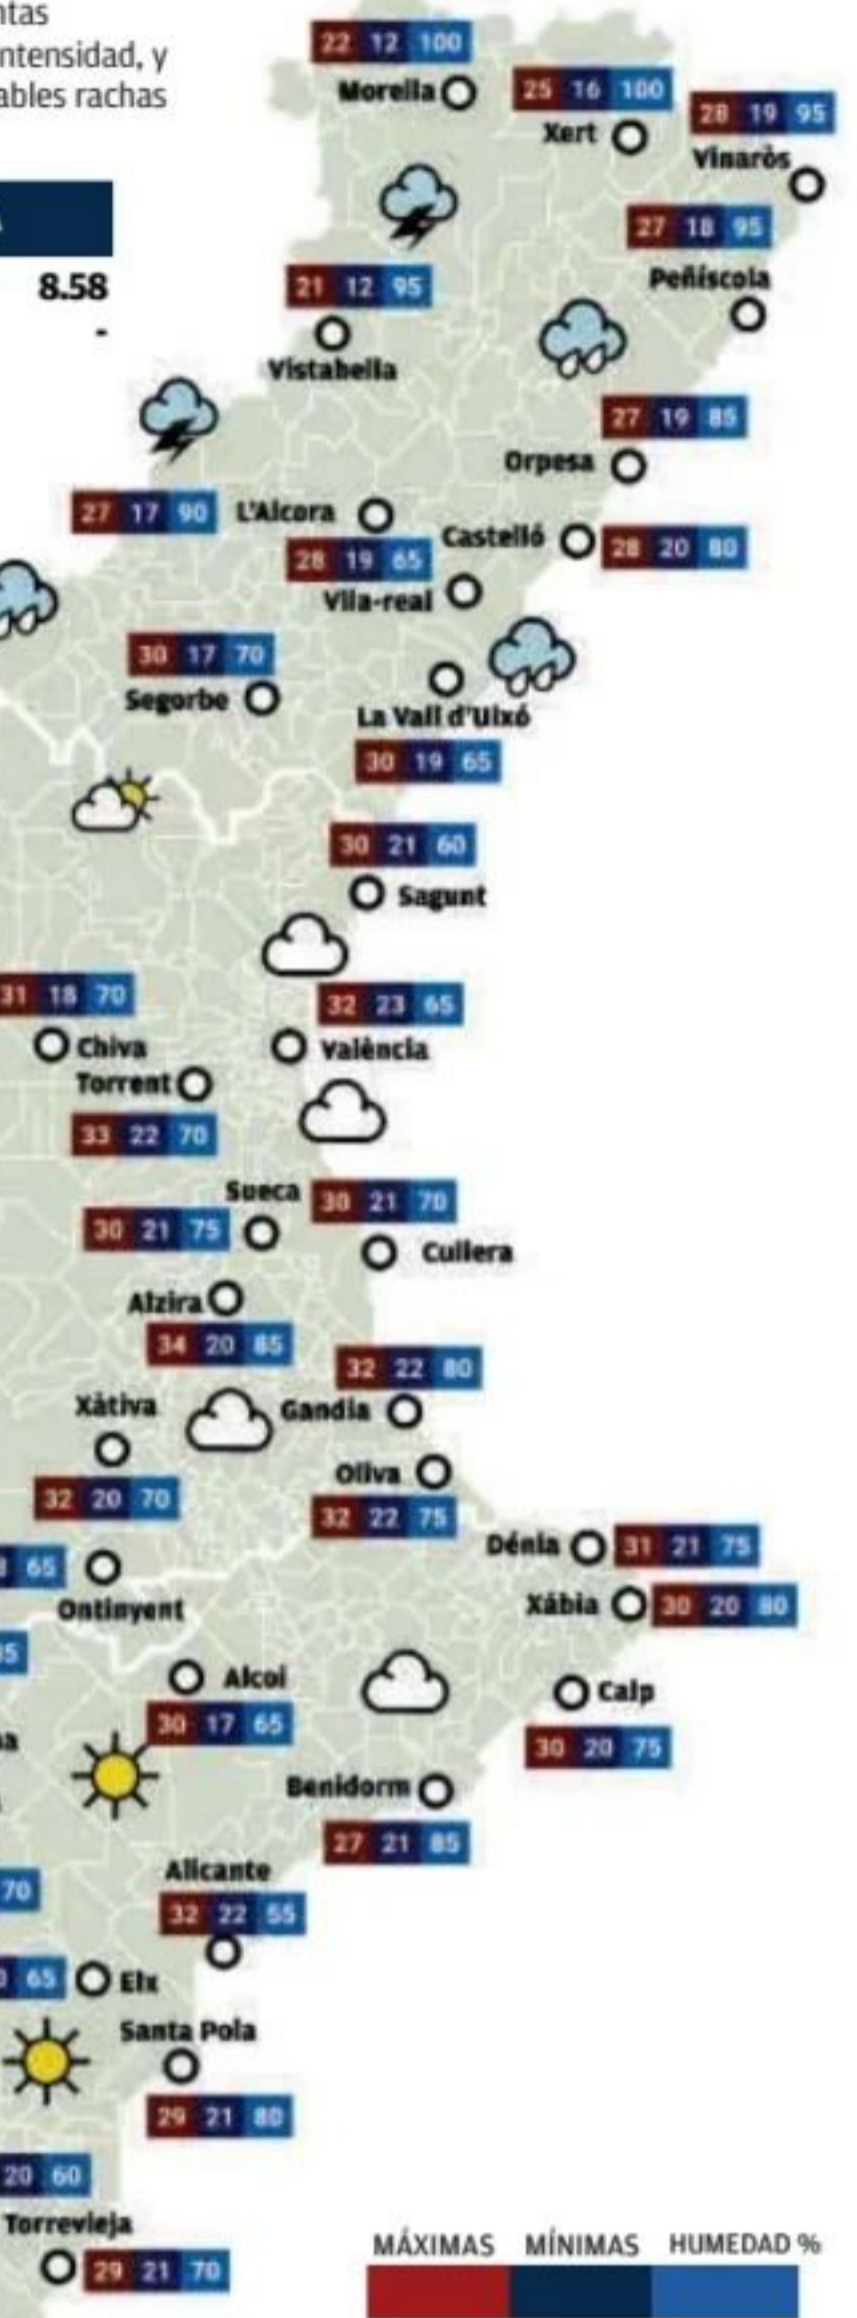 ntas
ntensidad, y
ables rachas
8.58
-
22 12 100
Morella
25 16 100
Xert
28 19 95
Vinaròs
27 18 95
Peñíscola
21 12 95
Vistabella
27 19 85
Orpesa
27 17 90
L'Alcora
Castelló
28 20 80
28 19 65
Vila-real
30 17 70
Segorbe
La Vall d'Uixó
30 19 65
30 21 60
Sagunt
31 18 70
Chiva
32 23 65
València
Torrent
33 22 70
Sueca
30 21 75
30 21 70
Cullera
Alzira
34 20 85
32 22 80
Gandia
Xàtiva
32 20 70
Oliva
32 22 75
Dénia
31 21 75
65
Ontinyent
Xàbia
30 20 80
Alcoi
30 17 65
Calp
30 20 75
Benidorm
27 21 85
Alicante
32 22 55
70
65
Elx
Santa Pola
29 21 80
20 60
Torrevieja
29 21 70
MÁXIMAS MÍNIMAS HUMEDAD %